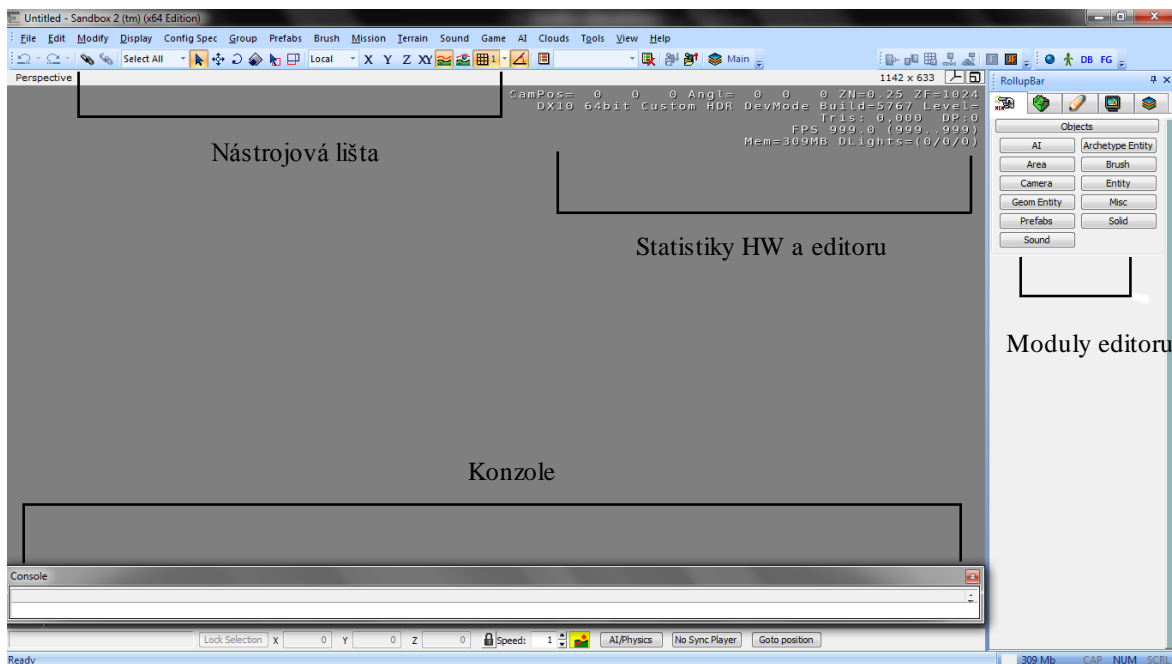 Untitled - Sandbox 2 (tm) (x64 Edition)
File Edit Modify Display Config Spec Group Prefabs Brush Mission Terrain Sound Game AI Clouds Tools View Help
Select All Local X Y Z XY 1 Main DB FG
Perspective 1142 x 633
RollupBar
CamPos= 0 0 0 Angl= 0 0 0 ZN=0.25 ZF=1024
DX10 64bit Custom HDR DevMode Build=5767 Level=
Tris: 0,000 DP:0
FPS 999.0 (999..999)
Mem=309MB DLights=(0/0/0)
Objects
AI Archetype Entity
Area Brush
Camera Entity
Geom Entity Misc
Prefabs Solid
Sound
Nástrojová lišta
Statistiky HW a editoru
Moduly editoru
Konzole
Console
Lock Selection X 0 Y 0 Z 0 Speed: 1 AI/Physics No Sync Player Goto position
Ready 309 Mb CAP NUM SCRL